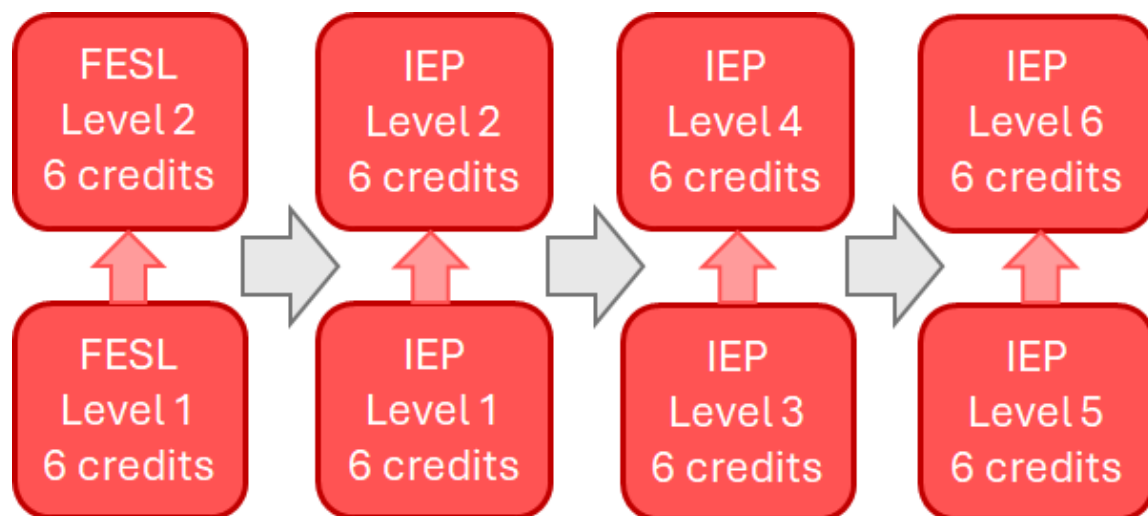 FESL
Level 2
6 credits
IEP
Level 2
6 credits
IEP
Level 4
6 credits
IEP
Level 6
6 credits
FESL
Level 1
6 credits
IEP
Level 1
6 credits
IEP
Level 3
6 credits
IEP
Level 5
6 credits